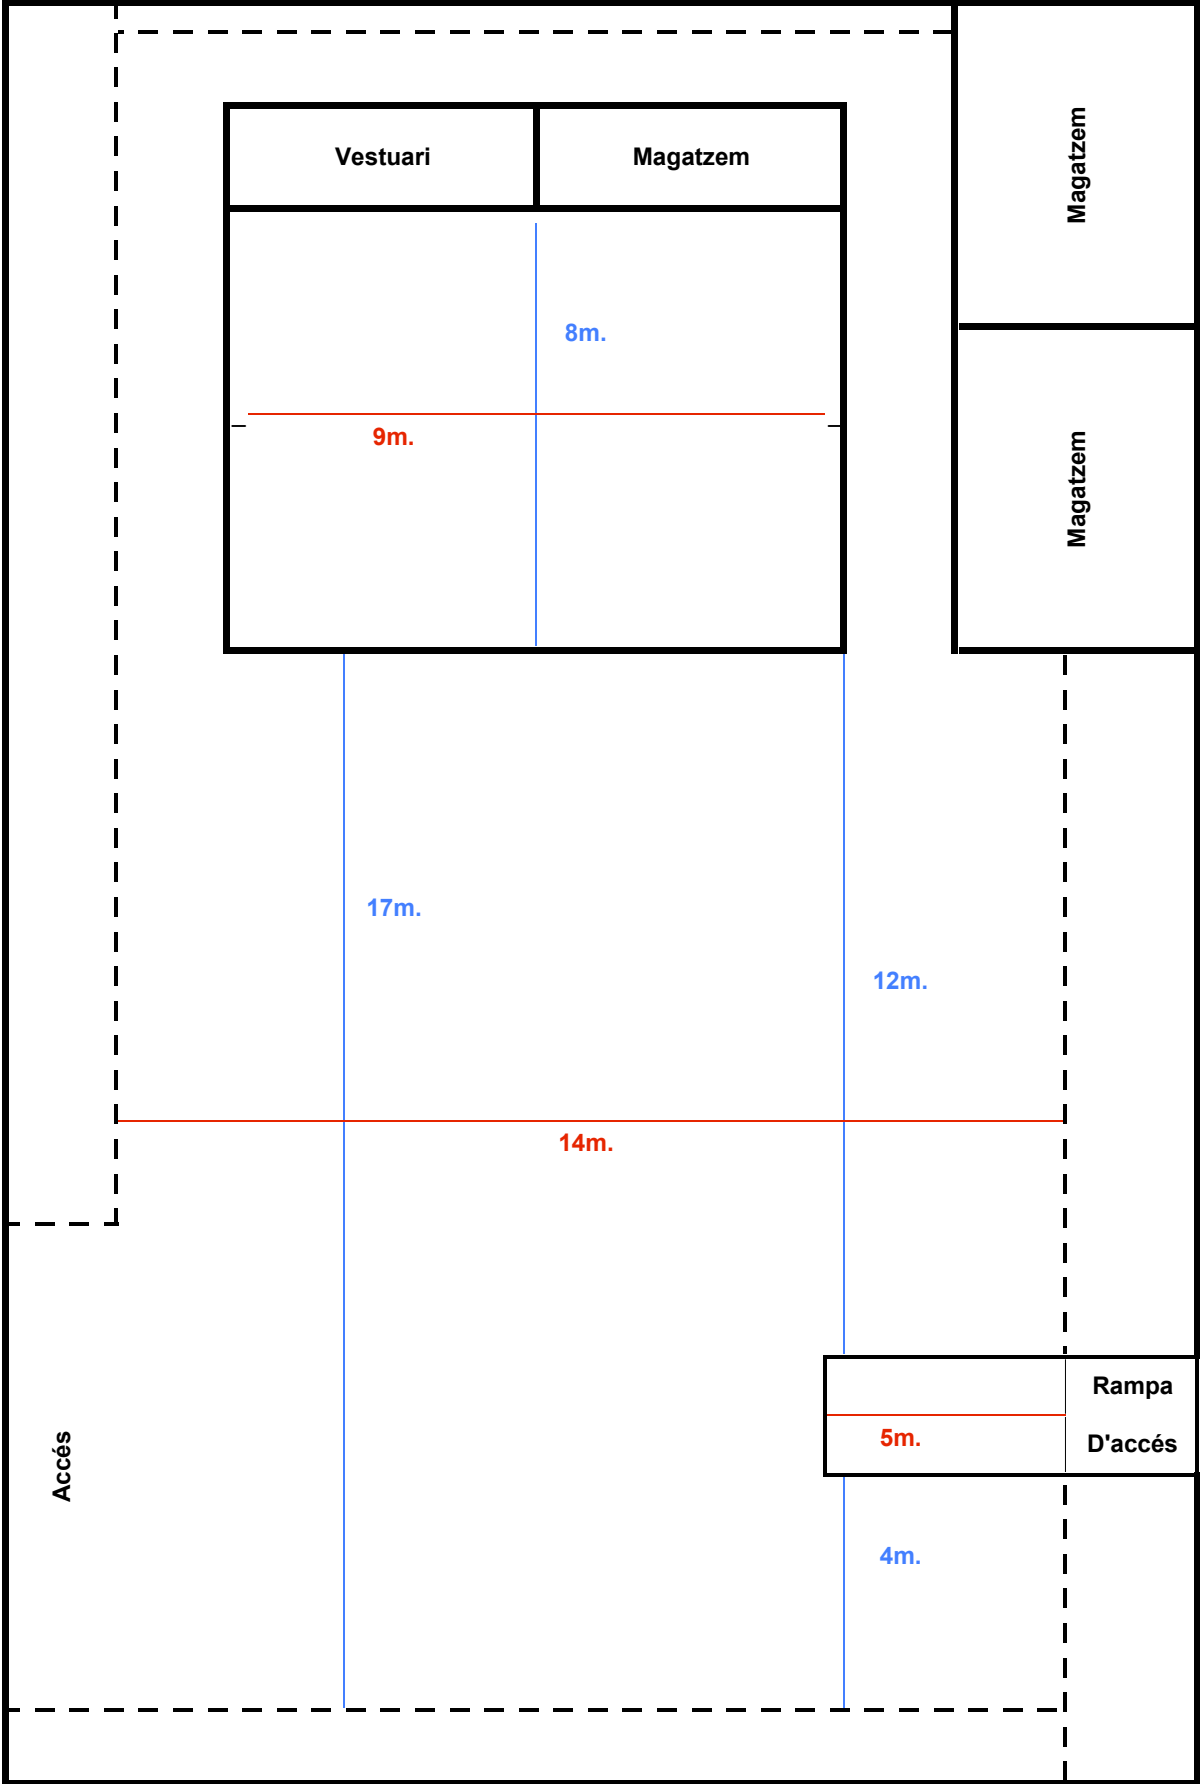 Vestuari
Magatzem
Magatzem
8m.
9m.
Magatzem
17m.
12m.
14m.
Rampa
D'accés
5m.
Accés
4m.